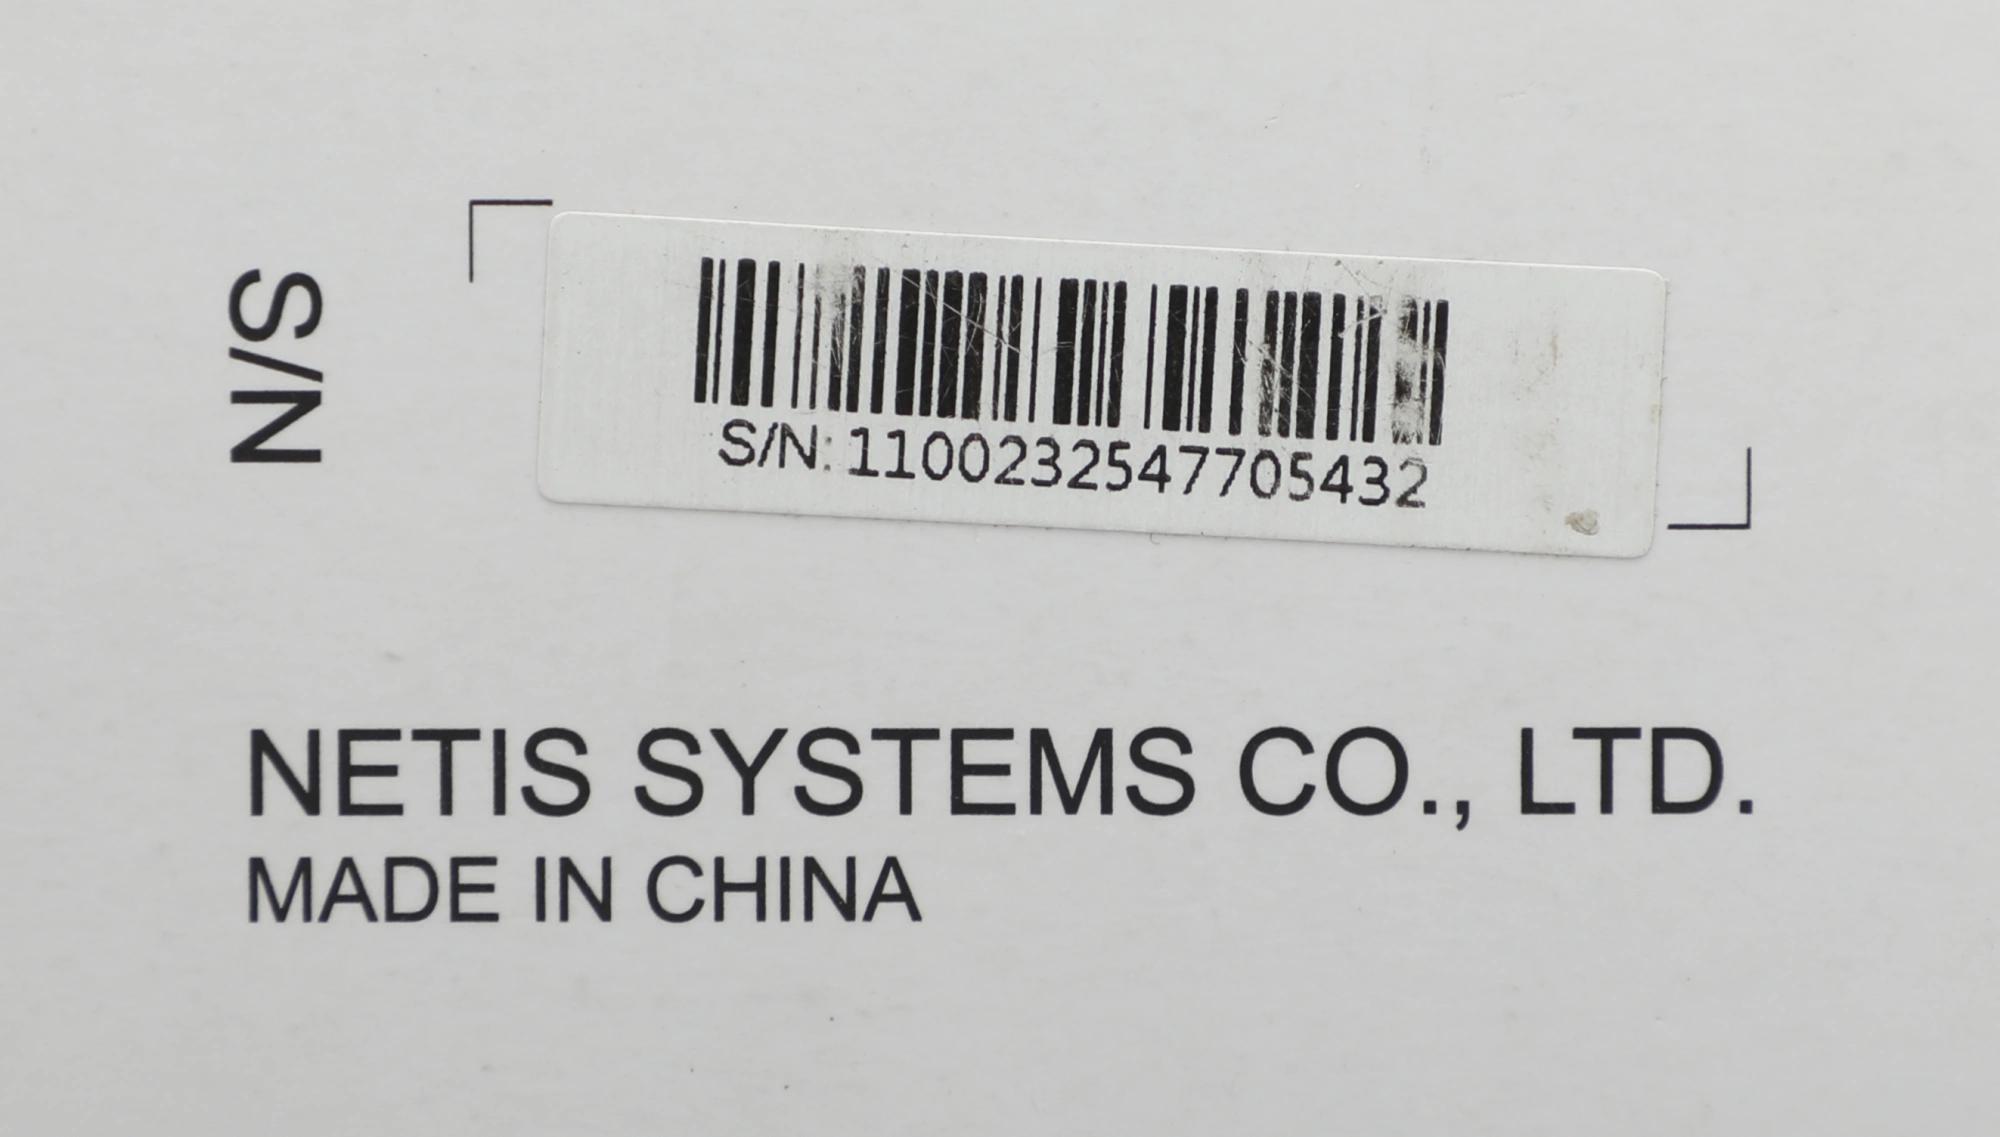 S/N
S/N: 1100232547705432
NETIS SYSTEMS CO., LTD.
MADE IN CHINA